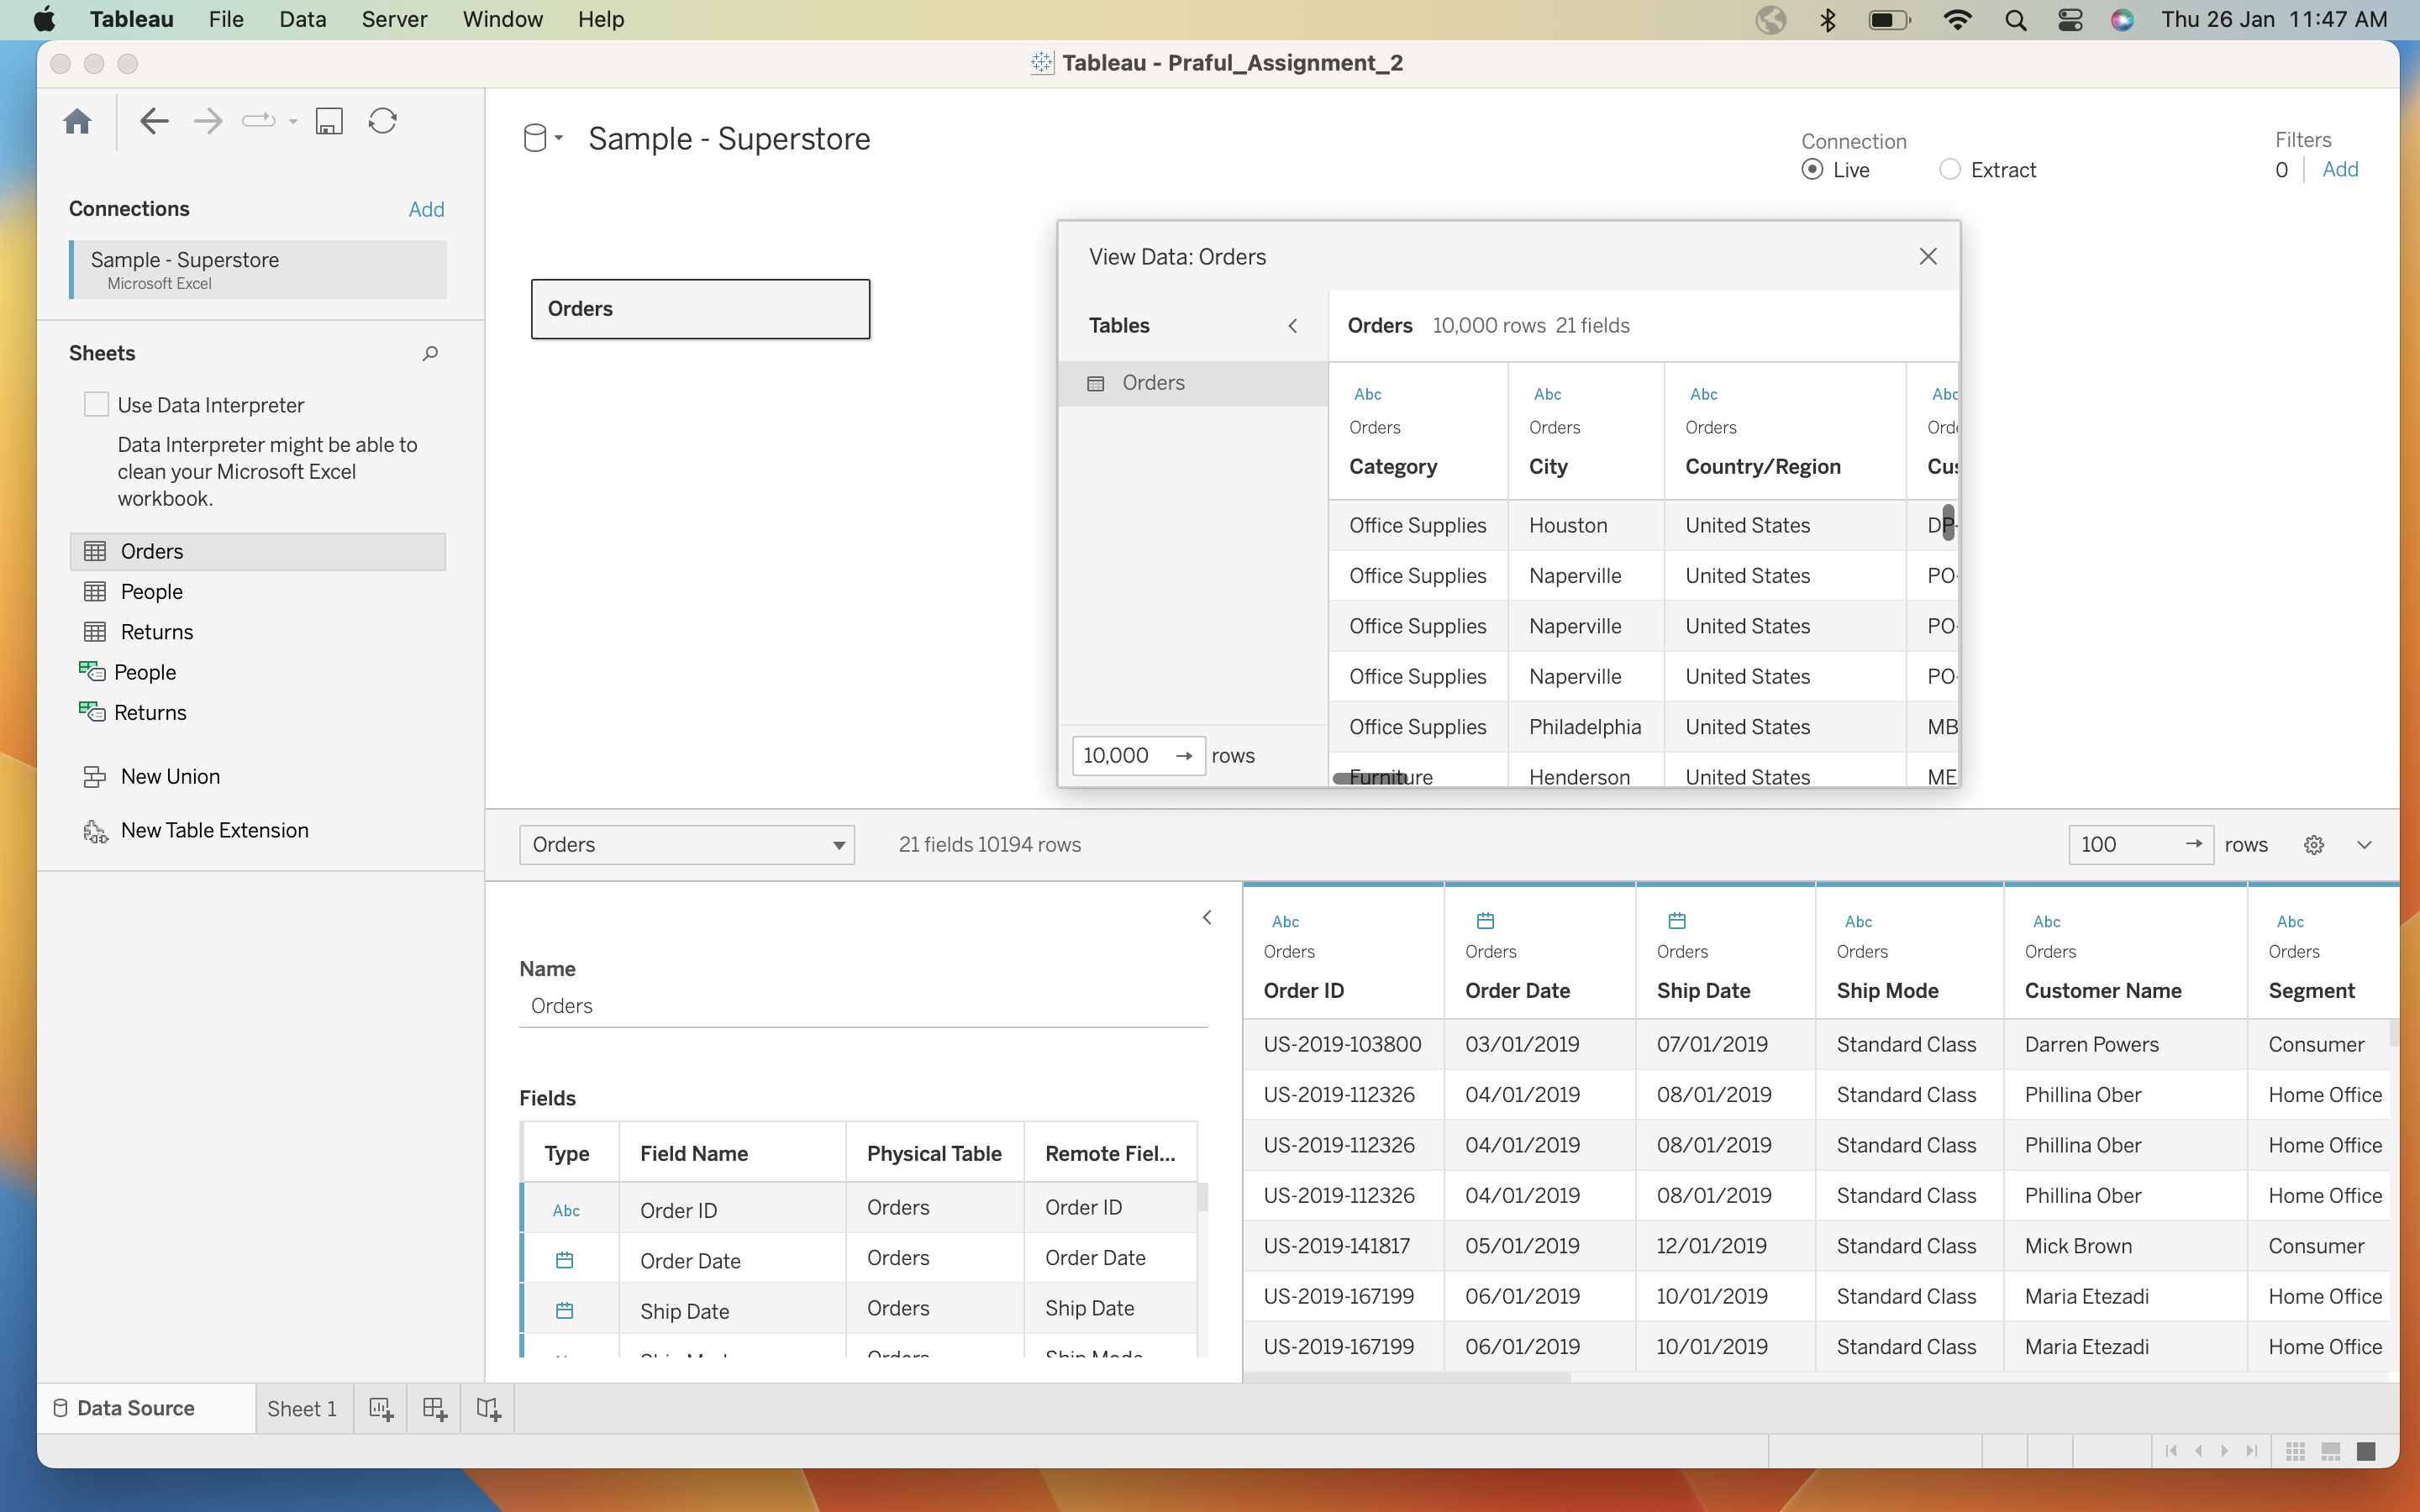 Tableau File Data Server Window Help Thu 26 Jan 11:47 AM
Tableau - Praful_Assignment_2
Connections Add
Sample - Superstore
Microsoft Excel
Sheets
Use Data Interpreter
Data Interpreter might be able to
clean your Microsoft Excel
workbook.
Orders
People
Returns
People
Returns
New Union
New Table Extension
Sample - Superstore
Connection
Live Extract
Filters
0 Add
Orders
View Data: Orders
Tables
Orders
10,000 rows
Orders 10,000 rows 21 fields
Abc Abc Abc Abc
Orders Orders Orders Ord
Category City Country/Region Cus
Office Supplies Houston United States DP-
Office Supplies Naperville United States PO-
Office Supplies Naperville United States PO-
Office Supplies Naperville United States PO-
Office Supplies Philadelphia United States MB
Furniture Henderson United States ME
Orders 21 fields 10194 rows 100 rows
Name
Orders
Fields
Type Field Name Physical Table Remote Fiel...
Abc Order ID Orders Order ID
Order Date Orders Order Date
Ship Date Orders Ship Date
Abc Abc Abc Abc
Orders Orders Orders Orders Orders Orders
Order ID Order Date Ship Date Ship Mode Customer Name Segment
US-2019-103800 03/01/2019 07/01/2019 Standard Class Darren Powers Consumer
US-2019-112326 04/01/2019 08/01/2019 Standard Class Phillina Ober Home Office
US-2019-112326 04/01/2019 08/01/2019 Standard Class Phillina Ober Home Office
US-2019-112326 04/01/2019 08/01/2019 Standard Class Phillina Ober Home Office
US-2019-141817 05/01/2019 12/01/2019 Standard Class Mick Brown Consumer
US-2019-167199 06/01/2019 10/01/2019 Standard Class Maria Etezadi Home Office
US-2019-167199 06/01/2019 10/01/2019 Standard Class Maria Etezadi Home Office
Data Source Sheet 1